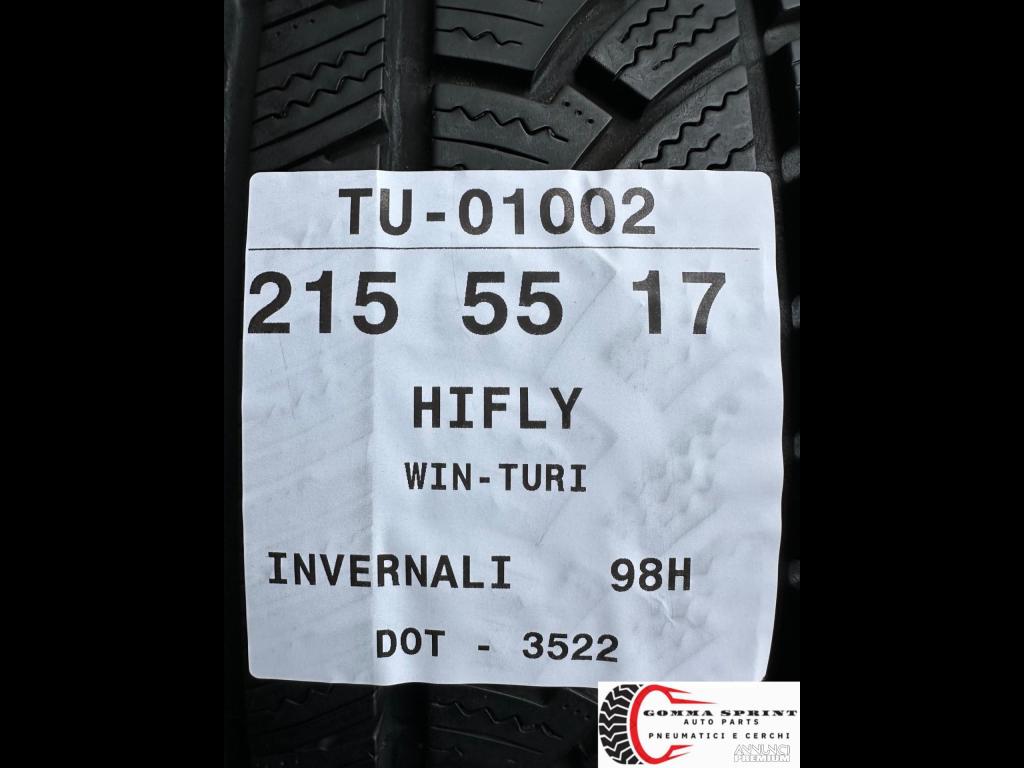 TU-01002
215 55 17
HIFLY
WIN-TURI
INVERNALI 98H
DOT - 3522
GOMMA SPRINT
AUTO PARTS
PNEUMATICI E CERCHI
ANNUNCI
PREMIUM